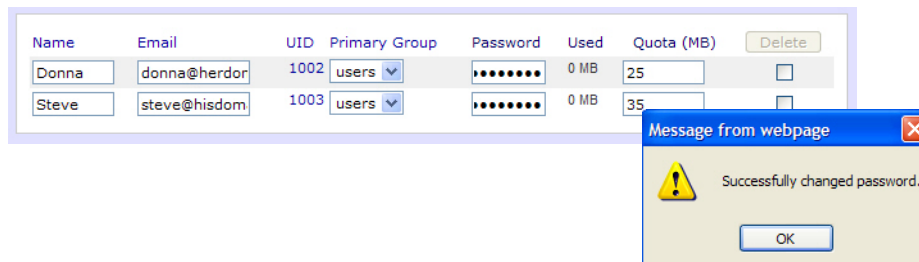 Name Email UID Primary Group Password Used Quota (MB) Delete
Donna donna@herdor 1002 users •••••••• 0 MB 25
Steve steve@hisdom 1003 users •••••••• 0 MB 35
Message from webpage
Successfully changed password.
OK